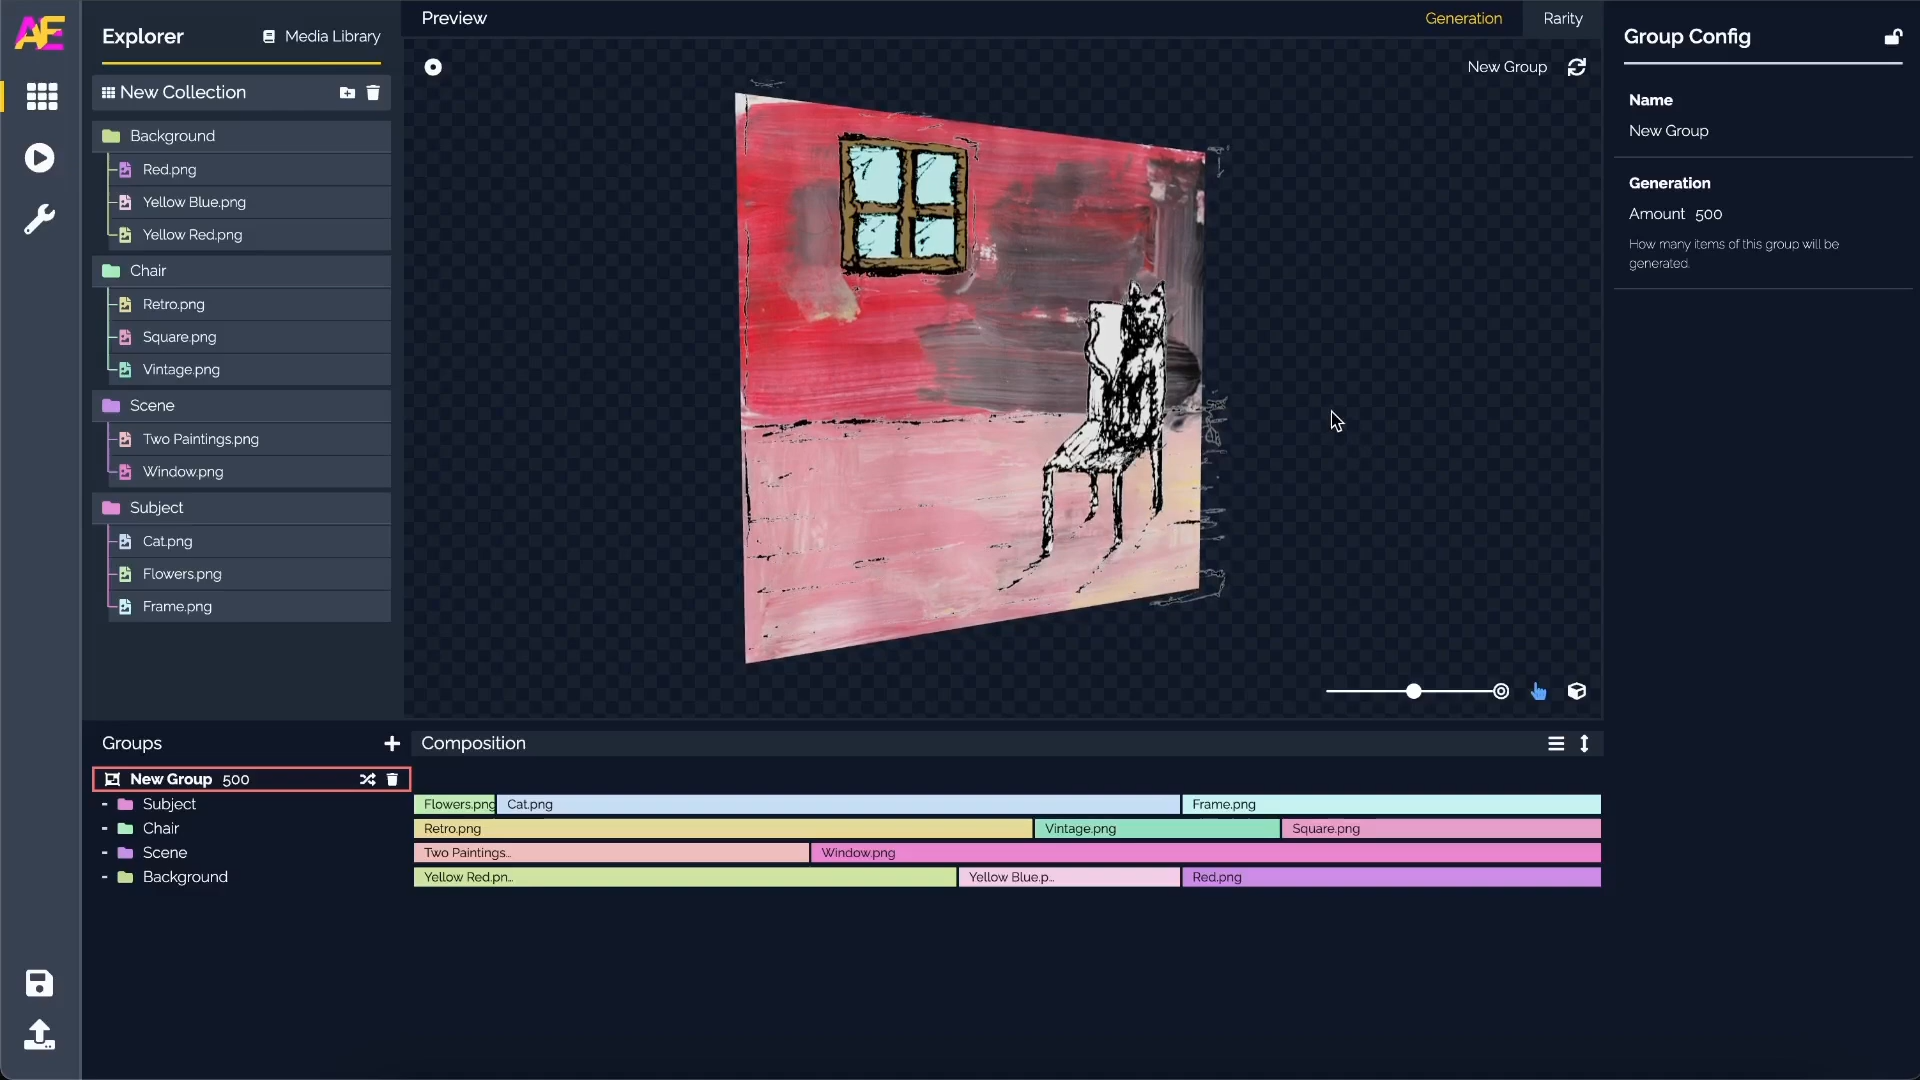 AE
Explorer
Media Library
New Collection
Background
Red.png
Yellow Blue.png
Yellow Red.png
Chair
Retro.png
Square.png
Vintage.png
Scene
Two Paintings.png
Window.png
Subject
Cat.png
Flowers.png
Frame.png
Preview
Generation
Rarity
New Group
Group Config
Name
New Group
Generation
Amount 500
How many items of this group will be
generated.
Groups
New Group 500
Subject
Chair
Scene
Background
Composition
Flowers.png Cat.png Frame.png
Retro.png Vintage.png Square.png
Two Paintings... Window.png
Yellow Red.pn... Yellow Blue.p... Red.png